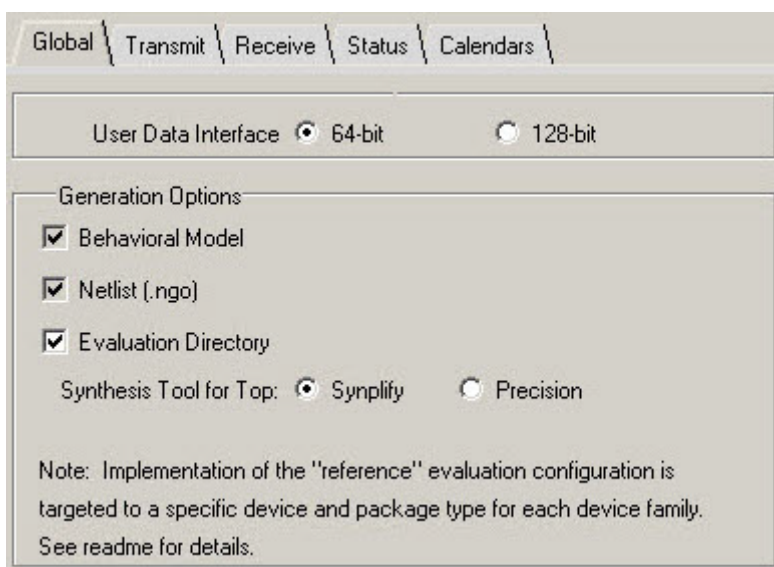 Global Transmit Receive Status Calendars
User Data Interface 64-bit 128-bit
Generation Options
Behavioral Model
Netlist (.ngo)
Evaluation Directory
Synthesis Tool for Top: Synplify Precision
Note: Implementation of the "reference" evaluation configuration is
targeted to a specific device and package type for each device family.
See readme for details.